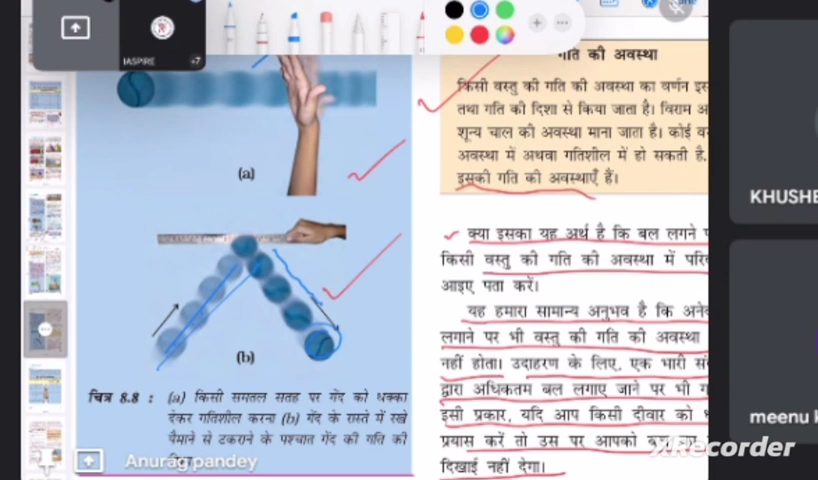 IASPIRE
+7
गति की अवस्था
किसी वस्तु की गति की अवस्था का वर्णन इस
तथा गति की दिशा से किया जाता है। विराम अ
शून्य चाल की अवस्था माना जाता है। कोई व
अवस्था में अथवा गतिशील में हो सकती है,
इसकी गति की अवस्थाएँ हैं।
(a)
(b)
चित्र 8.8 : (a) किसी समतल सतह पर गेंद को धक्का
देकर गतिशील करना (b) गेंद के रास्ते में रखे
पैमाने से टकराने के पश्चात गेंद की गति की
क्या इसका यह अर्थ है कि बल लगने प
किसी वस्तु की गति की अवस्था में परि
आइए पता करें।
यह हमारा सामान्य अनुभव है कि अने
लगाने पर भी वस्तु की गति की अवस्था
नहीं होता। उदाहरण के लिए, एक भारी सं
द्वारा अधिकतम बल लगाए जाने पर भी ग
इसी प्रकार, यदि आप किसी दीवार को
प्रयास करें तो उस पर आपको
दिखाई नहीं देगा।
Anurag pandey
KHUSHB
meenu k
XRecorder